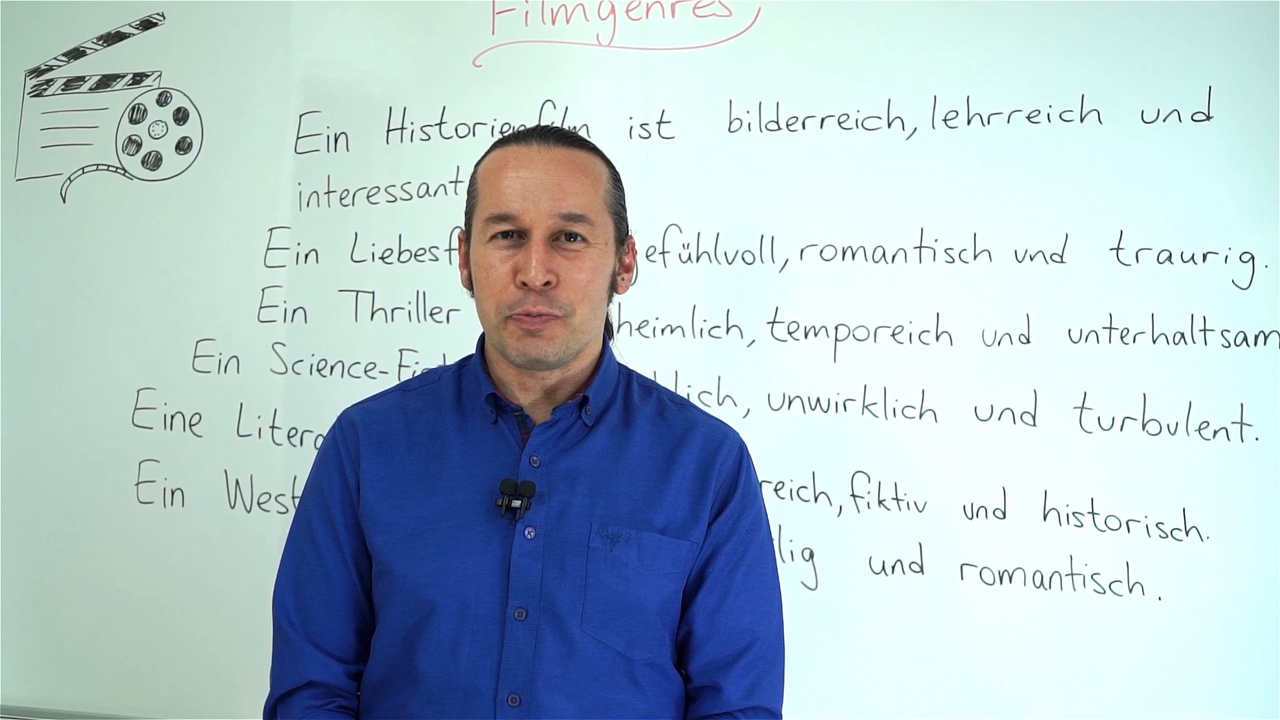 Filmgenres
Ein Historienfilm ist bilderreich, lehrreich und
interessant
Ein Liebesf efühlvoll, romantisch und traurig.
Ein Thriller heimlich, temporeich und unterhaltsam
Ein Science-Fi lich, unwirklich und turbulent.
Eine Litera reich, fiktiv und historisch.
Ein West lig und romantisch.